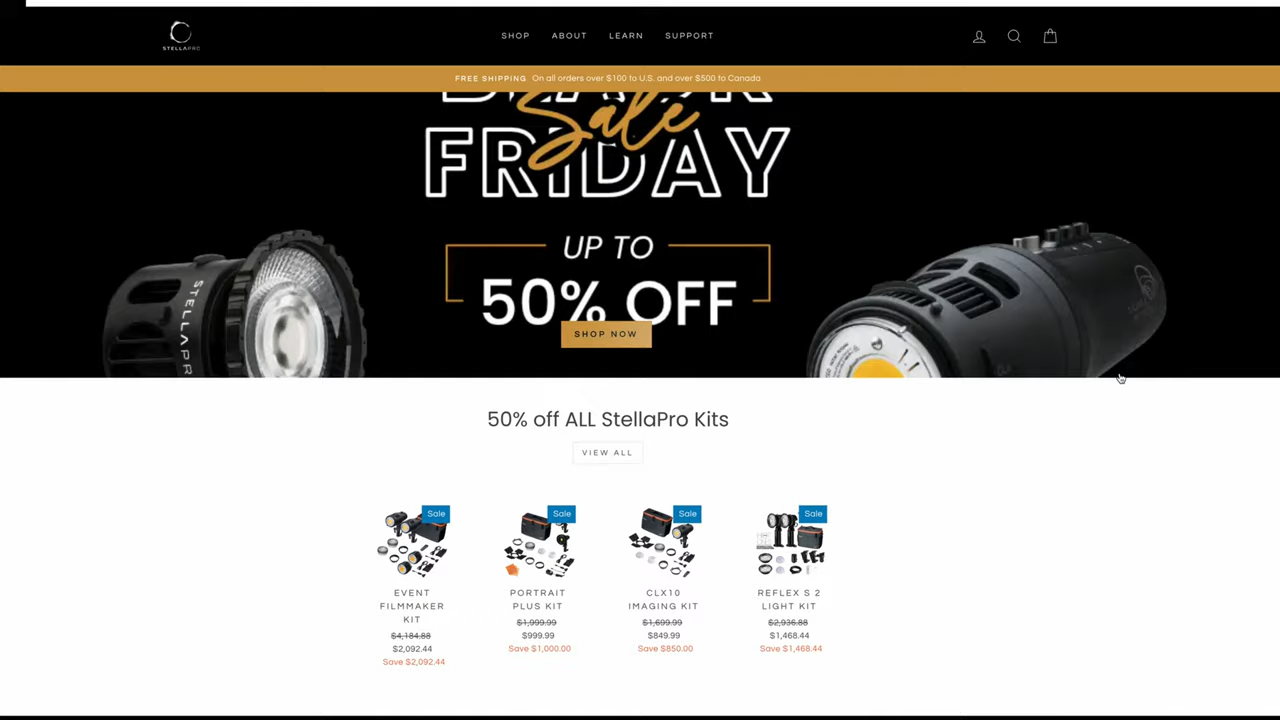 STELLAPRO
SHOP ABOUT LEARN SUPPORT
FREE SHIPPING On all orders over $100 to U.S. and over $500 to Canada
BLACK
Sale
FRIDAY
UP TO
50% OFF
SHOP NOW
STELLAPR
50% off ALL StellaPro Kits
VIEW ALL
Sale
Sale
Sale
Sale
EVENT
FILMMAKER
KIT
$4,184.88
$2,092.44
Save $2,092.44
PORTRAIT
PLUS KIT
$1,999.99
$999.99
Save $1,000.00
CLX10
IMAGING KIT
$1,699.99
$849.99
Save $850.00
REFLEX S 2
LIGHT KIT
$2,936.88
$1,468.44
Save $1,468.44